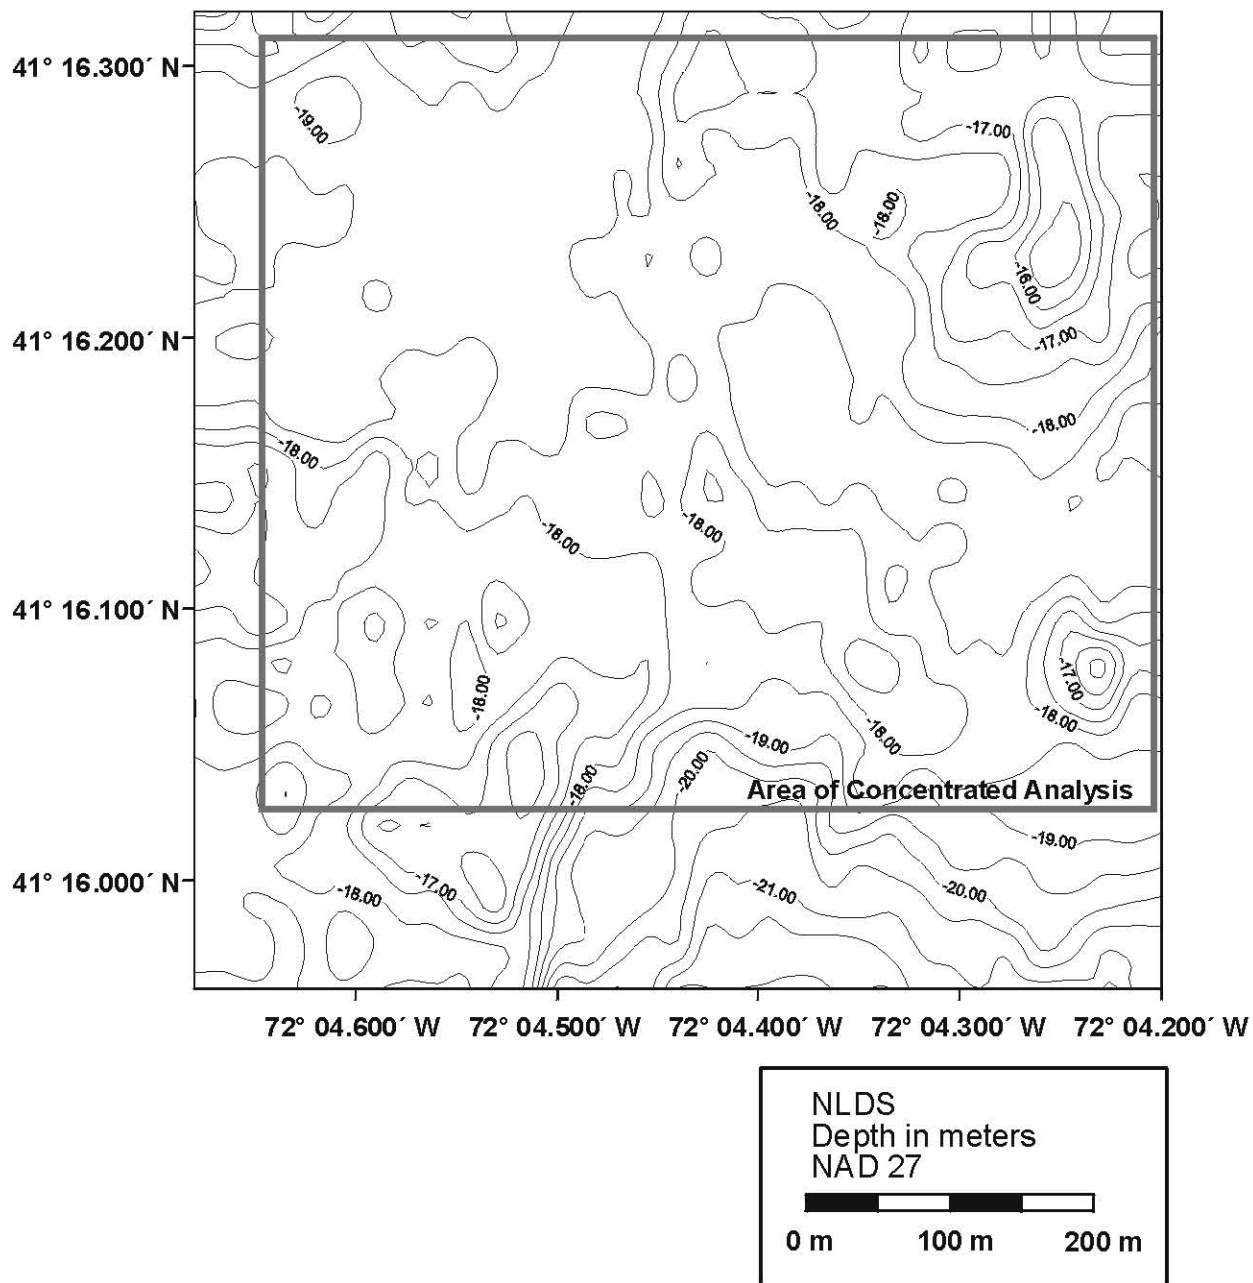 41° 16.300´ N
-19.00
-17.00
-18.00
-18.00
-16.00
41° 16.200´ N
-17.00
-18.00
-18.00
-18.00
-18.00
41° 16.100´ N
-17.00
-18.00
-18.00
-18.00
-19.00
-20.00
-18.00
Area of Concentrated Analysis
-19.00
41° 16.000´ N
-18.00
-17.00
-21.00
-20.00
72° 04.600´ W
72° 04.500´ W
72° 04.400´ W
72° 04.300´ W
72° 04.200´ W
NLDS
Depth in meters
NAD 27
0 m
100 m
200 m